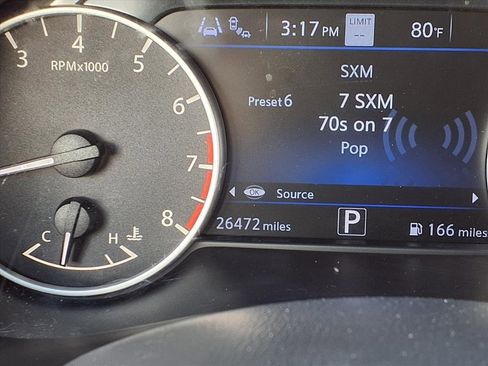 3 4 5 6 7 8
RPMx1000
C H
3:17 PM LIMIT -- 80°F
SXM
Preset 6 7 SXM
70s on 7
Pop
OK Source
26472 miles P 166 miles